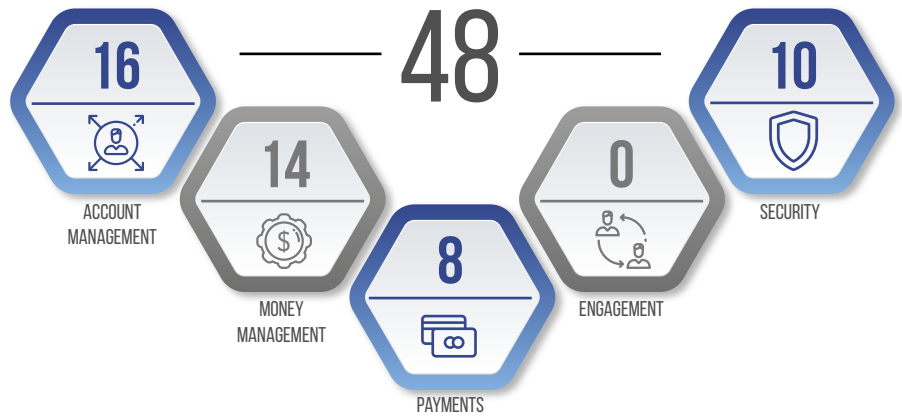 48
16
ACCOUNT
MANAGEMENT
14
$
MONEY
MANAGEMENT
8
PAYMENTS
0
ENGAGEMENT
10
SECURITY